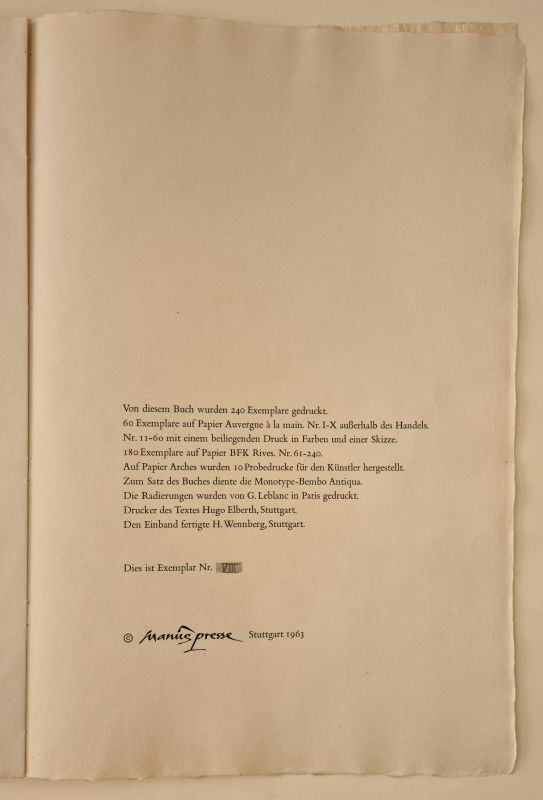 Von diesem Buch wurden 240 Exemplare gedruckt.
60 Exemplare auf Papier Auvergne à la main. Nr. I-X außerhalb des Handels.
Nr. 11-60 mit einem beiliegenden Druck in Farben und einer Skizze.
180 Exemplare auf Papier BFK Rives. Nr. 61-240.
Auf Papier Arches wurden 10 Probedrucke für den Künstler hergestellt.
Zum Satz des Buches diente die Monotype-Bembo Antiqua.
Die Radierungen wurden von G. Leblanc in Paris gedruckt.
Drucker des Textes Hugo Elberth, Stuttgart.
Den Einband fertigte H. Wennberg, Stuttgart.
Dies ist Exemplar Nr. VIII
© manus presse Stuttgart 1963